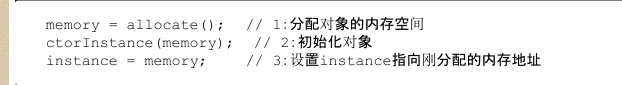 memory = allocate();  // 1:分配对象的内存空间
ctorInstance(memory);  // 2:初始化对象
instance = memory;  // 3:设置instance指向刚分配的内存地址